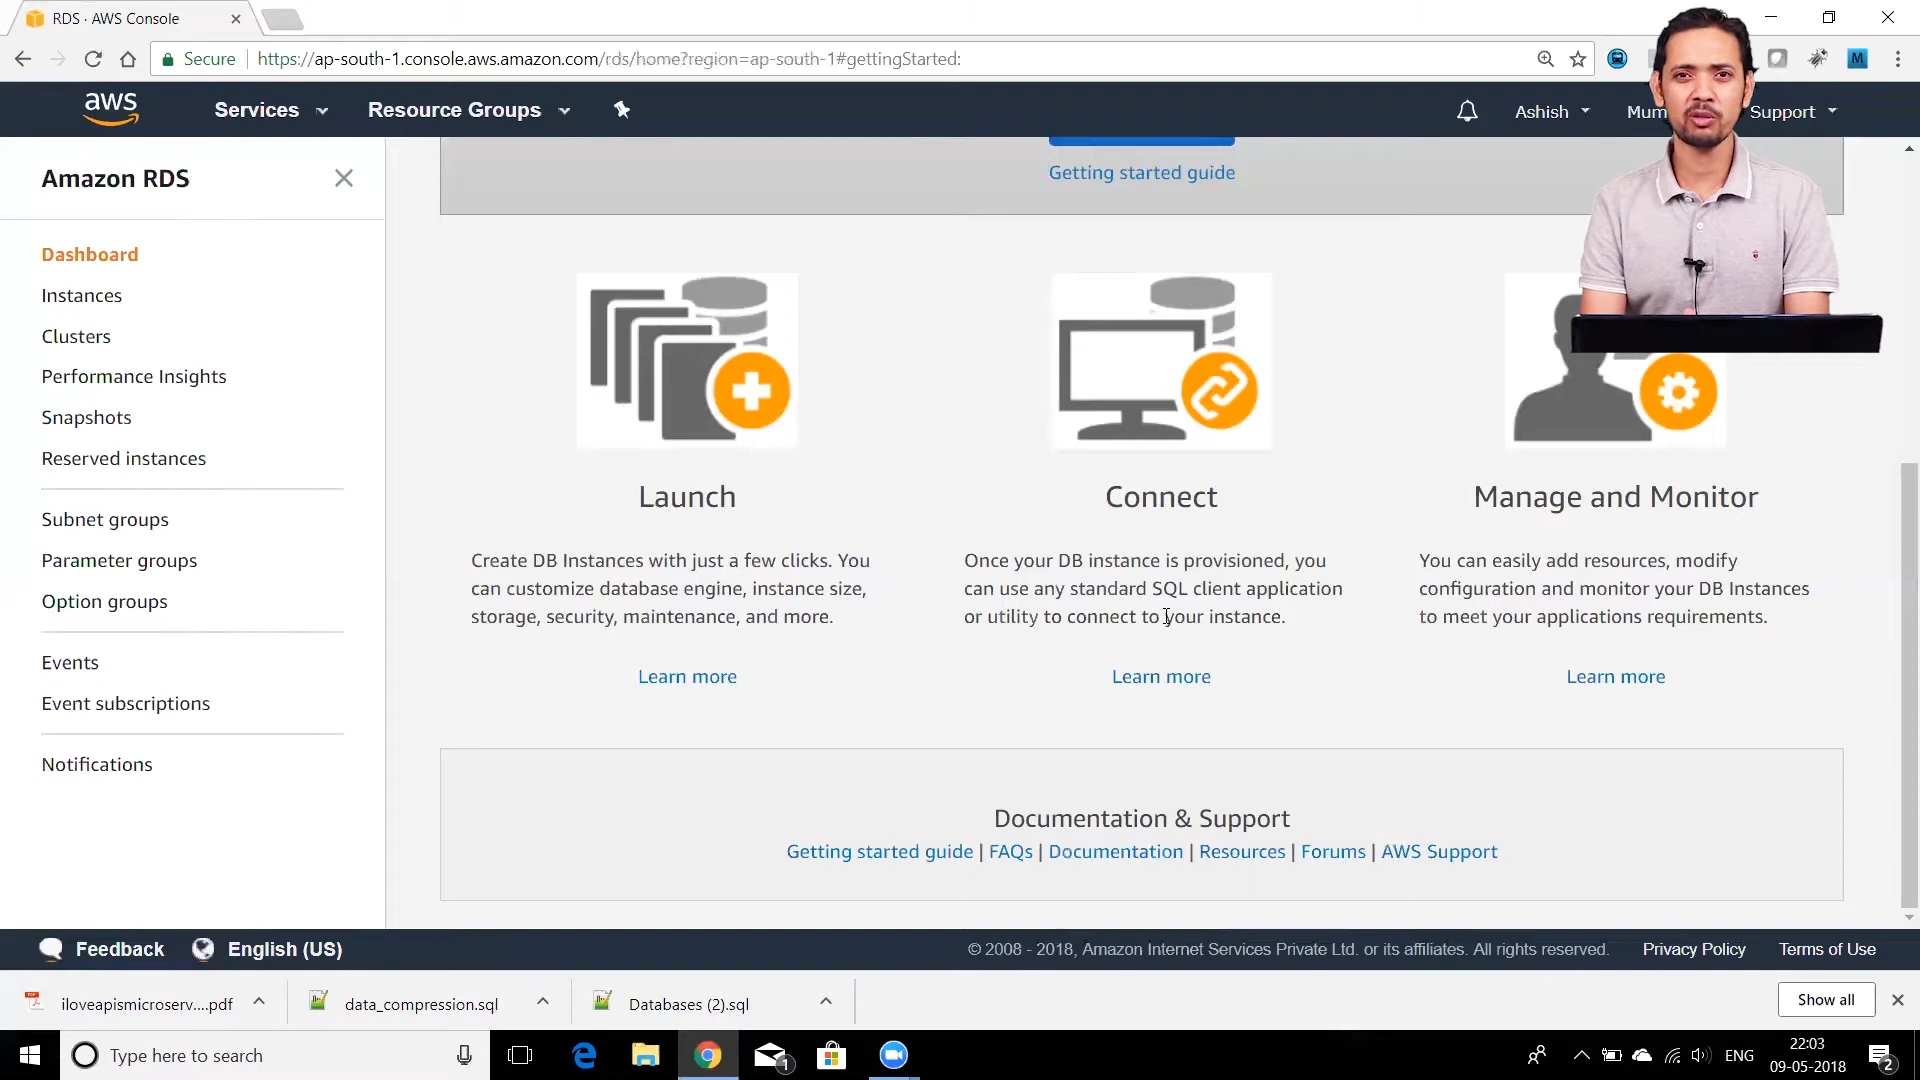 RDS · AWS Console
Secure https://ap-south-1.console.aws.amazon.com/rds/home?region=ap-south-1#gettingStarted:
M
aws Services Resource Groups Ashish Mum Support
Amazon RDS
Dashboard
Instances
Clusters
Performance Insights
Snapshots
Reserved instances
Subnet groups
Parameter groups
Option groups
Events
Event subscriptions
Notifications
Getting started guide
Launch
Create DB Instances with just a few clicks. You
can customize database engine, instance size,
storage, security, maintenance, and more.
Learn more
Connect
Once your DB instance is provisioned, you
can use any standard SQL client application
or utility to connect to your instance.
Learn more
Manage and Monitor
You can easily add resources, modify
configuration and monitor your DB Instances
to meet your applications requirements.
Learn more
Documentation & Support
Getting started guide | FAQs | Documentation | Resources | Forums | AWS Support
Feedback English (US) © 2008 - 2018, Amazon Internet Services Private Ltd. or its affiliates. All rights reserved. Privacy Policy Terms of Use
iloveapismicroserv....pdf data_compression.sql Databases (2).sql Show all
Type here to search 1 ENG 22:03
09-05-2018 2